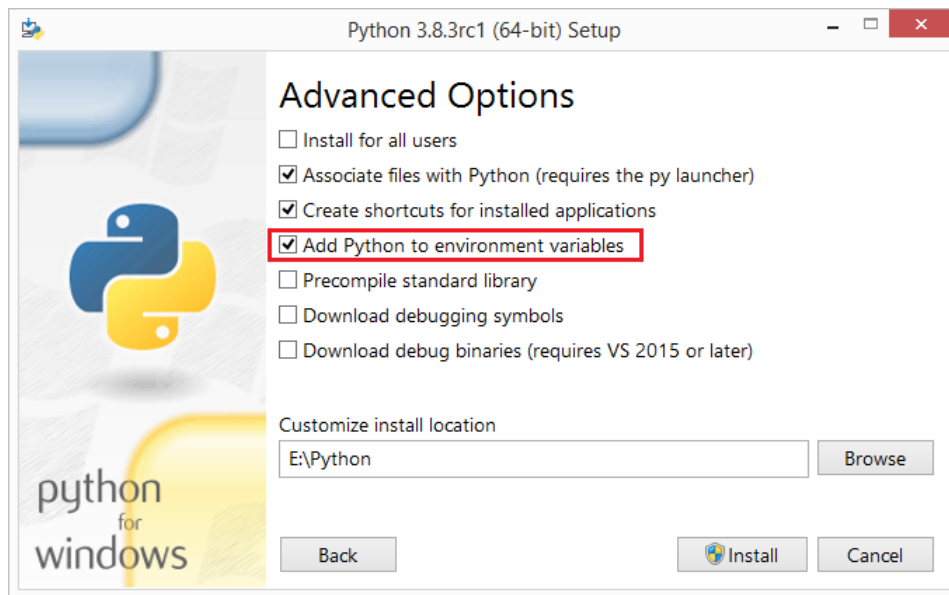 Python 3.8.3rc1 (64-bit) Setup
Advanced Options
Install for all users
Associate files with Python (requires the py launcher)
Create shortcuts for installed applications
Add Python to environment variables
Precompile standard library
Download debugging symbols
Download debug binaries (requires VS 2015 or later)
Customize install location
E:\Python
Browse
python
for
windows
Back
Install
Cancel